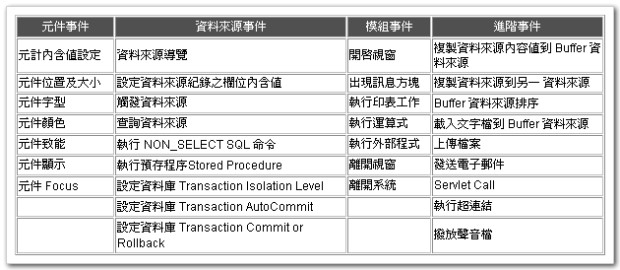 元件事件 資料來源事件 模組事件 進階事件
元計內含值設定 資料來源導覽 開啓視窗 複製資料來源內容值到 Buffer 資
料來源
元件位置及大小 設定資料來源紀錄之欄位內含值 出現訊息方塊 複製資料來源到另一 資料來源
元件字型 觸發資料來源 執行印表工作 Buffer 資料來源排序
元件顏色 查詢資料來源 執行運算式 載入文字檔到 Buffer 資料來源
元件致能 執行 NON_SELECT SQL 命令 執行外部程式 上傳檔案
元件顯示 執行預存程序Stored Procedure 離開視窗 發送電子郵件
元件 Focus 設定資料庫 Transaction Isolation Level 離開系統 Servlet Call
設定資料庫 Transaction AutoCommit 執行超連結
設定資料庫 Transaction Commit or
Rollback 撥放聲音檔